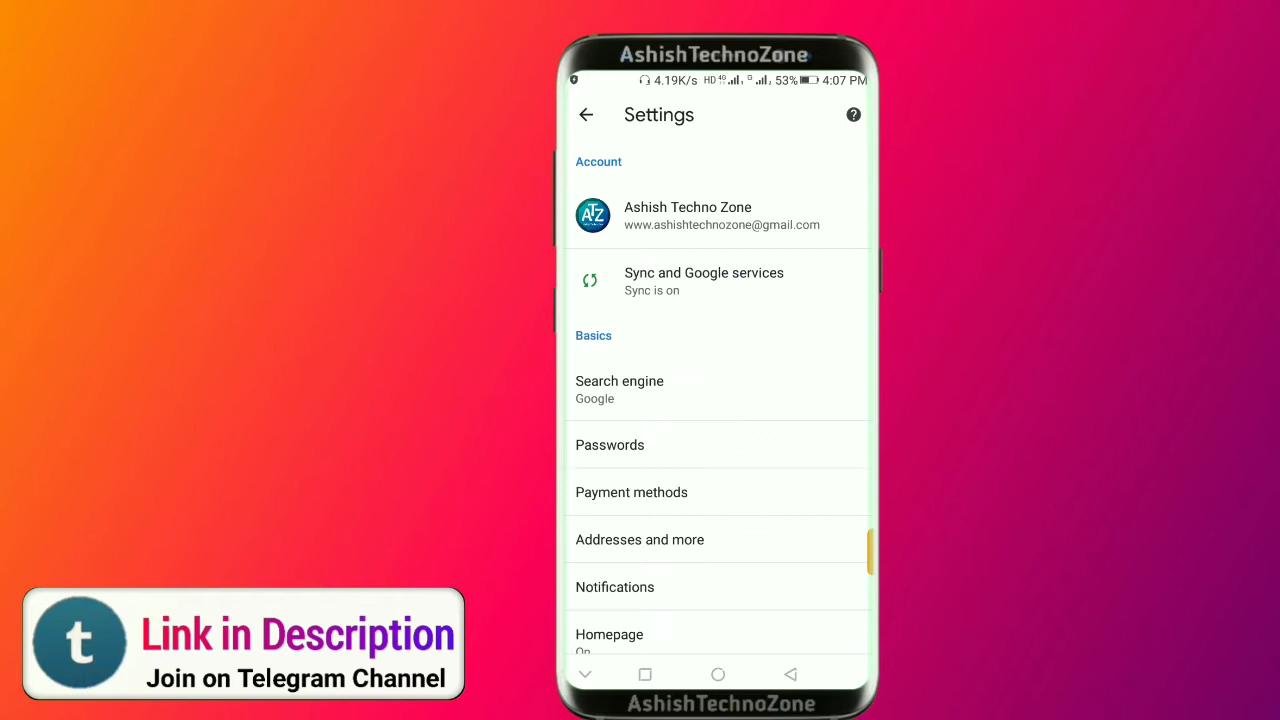 AshishTechnoZone
4.19K/s HD 4G 53% 4:07 PM
Settings
Account
ATZ
Ashish Techno Zone
www.ashishtechnozone@gmail.com
Sync and Google services
Sync is on
Basics
Search engine
Google
Passwords
Payment methods
Addresses and more
Notifications
Homepage
On
AshishTechnoZone
t
Link in Description
Join on Telegram Channel